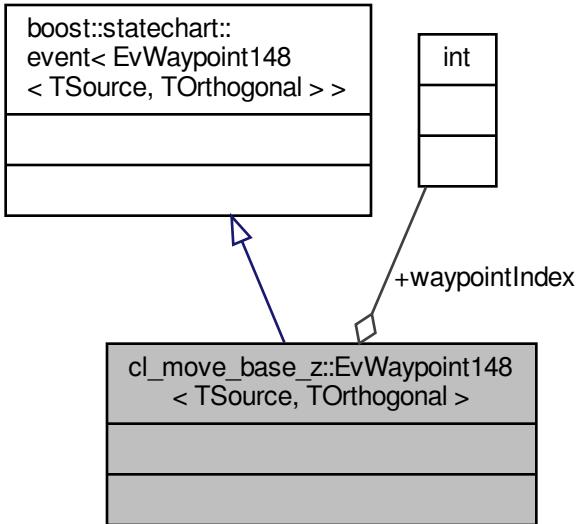 boost::statechart::
event< EvWaypoint148
< TSource, TOrthogonal > >
int
+waypointIndex
cl_move_base_z::EvWaypoint148
< TSource, TOrthogonal >